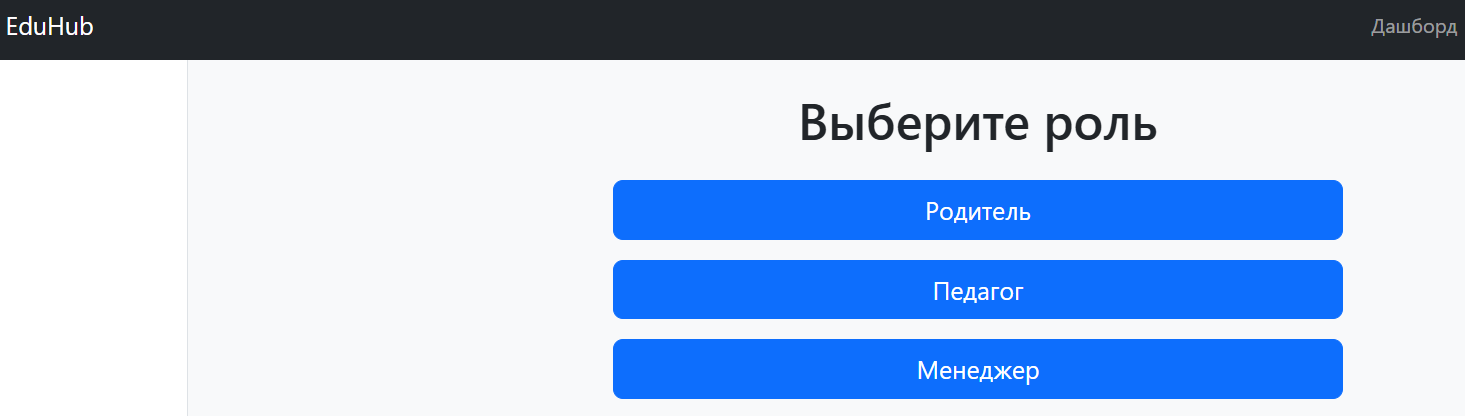 EduHub
Дашборд
Выберите роль
Родитель
Педагог
Менеджер